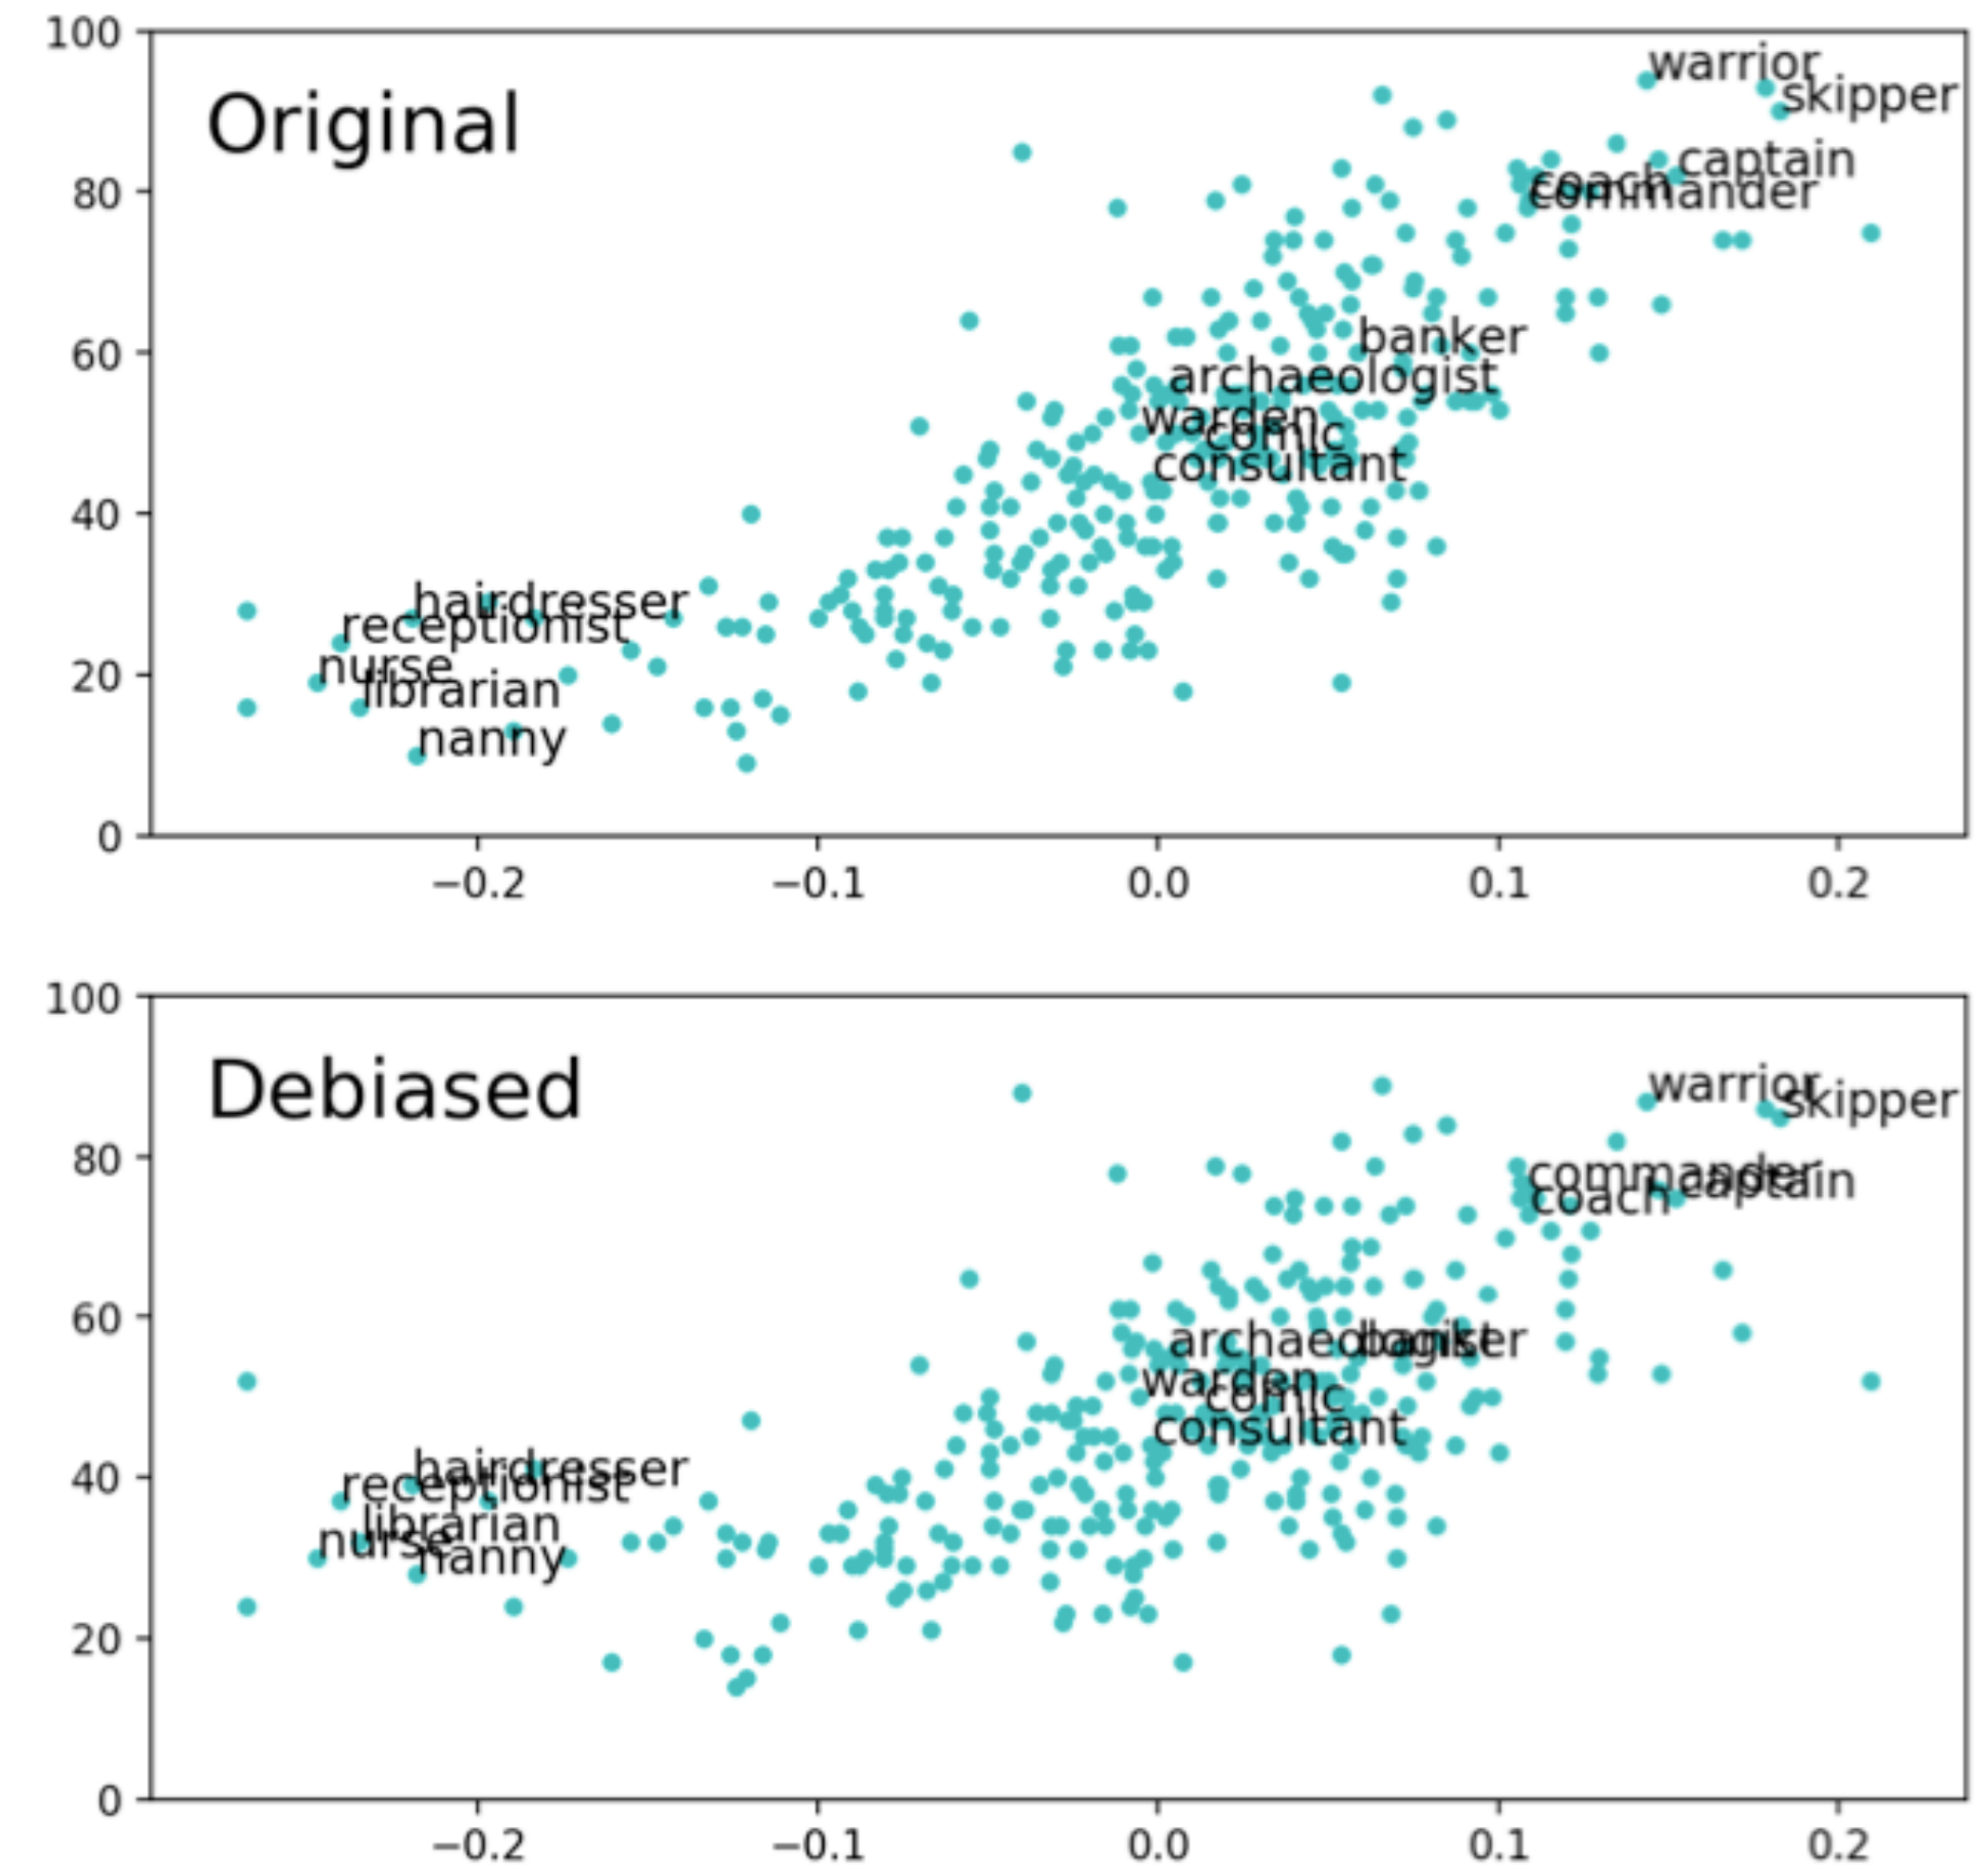 100
warrior
Original
skipper
captain
80
coach
commander
60
banker
archaeologist
warden
comic
consultant
40
hairdresser
receptionist
nurse
20
librarian
nanny
0
−0.2 −0.1 0.0 0.1 0.2
100
Debiased
warrior
skipper
80
commander
captain
coach
60
archaeologist
banker
warden
comic
consultant
40
hairdresser
receptionist
librarian
nurse
nanny
20
0
−0.2 −0.1 0.0 0.1 0.2